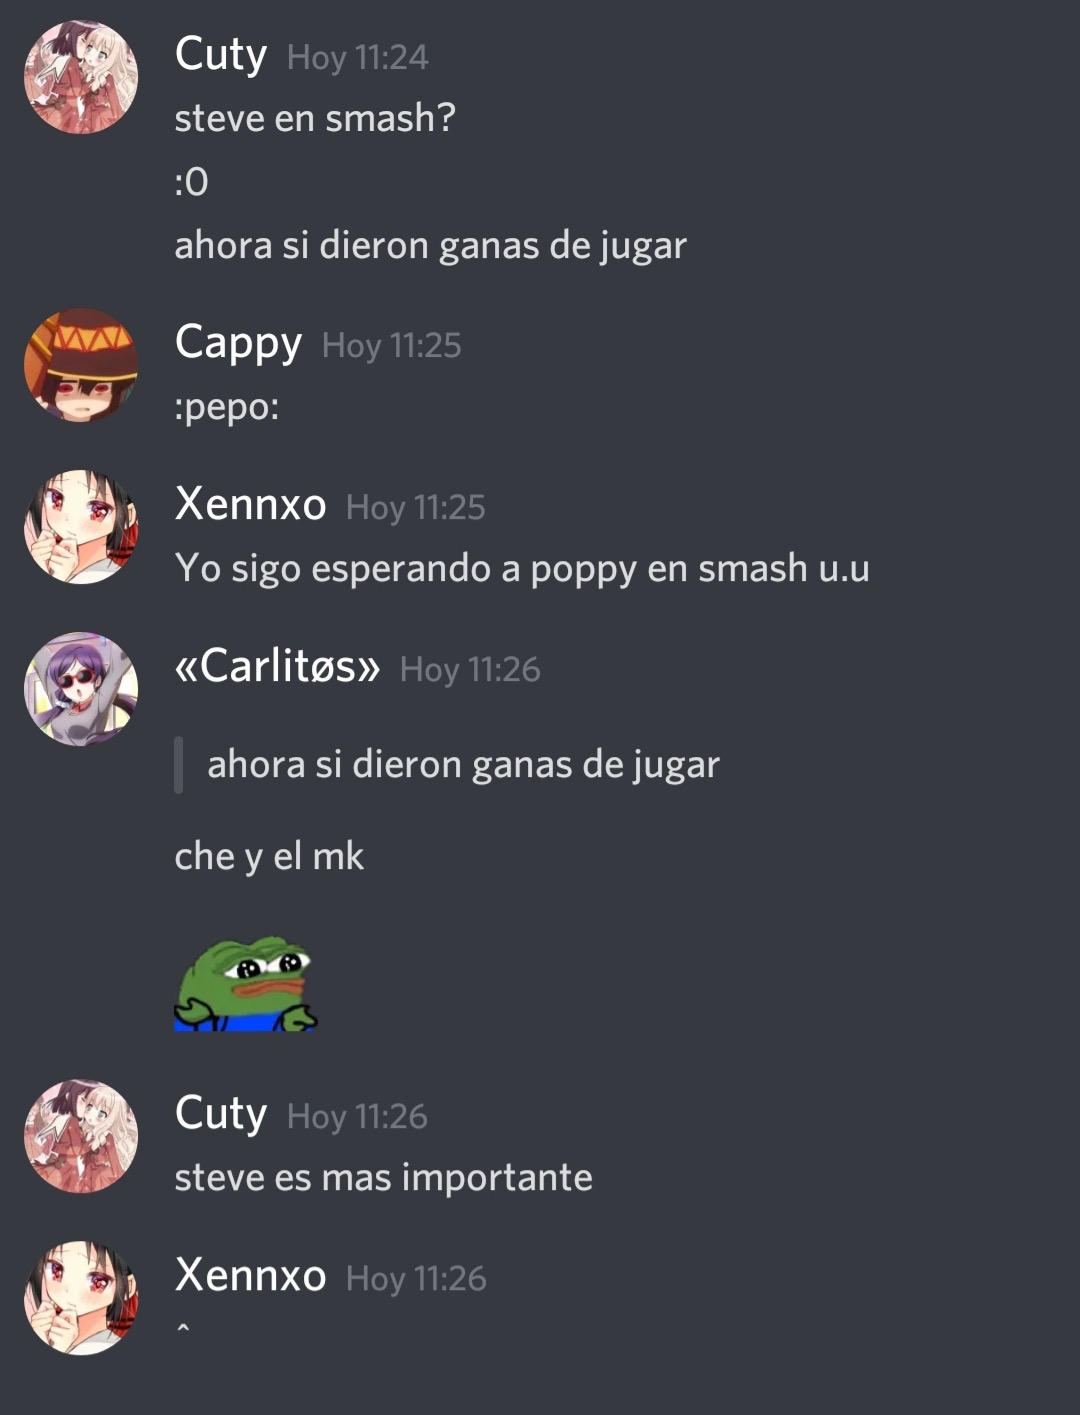 Cuty Hoy 11:24
steve en smash?
:0
ahora si dieron ganas de jugar
Cappy Hoy 11:25
:pepo:
Xennxo Hoy 11:25
Yo sigo esperando a poppy en smash u.u
«Carlitøs» Hoy 11:26
ahora si dieron ganas de jugar
che y el mk
Cuty Hoy 11:26
steve es mas importante
Xennxo Hoy 11:26
^